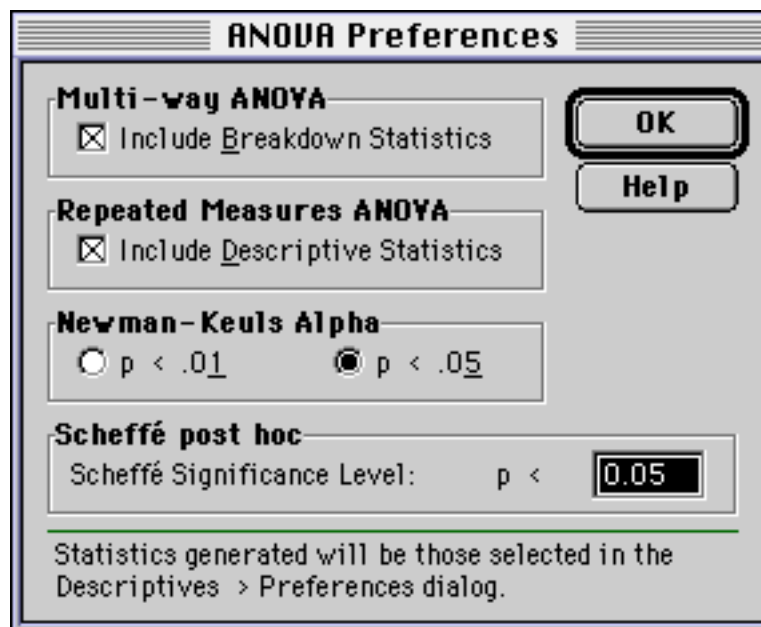 ANOVA Preferences
Multi-way ANOVA
Include Breakdown Statistics
OK
Help
Repeated Measures ANOVA
Include Descriptive Statistics
Newman-Keuls Alpha
p < .01
p < .05
Scheffé post hoc
Scheffé Significance Level: p < 0.05
Statistics generated will be those selected in the
Descriptives > Preferences dialog.